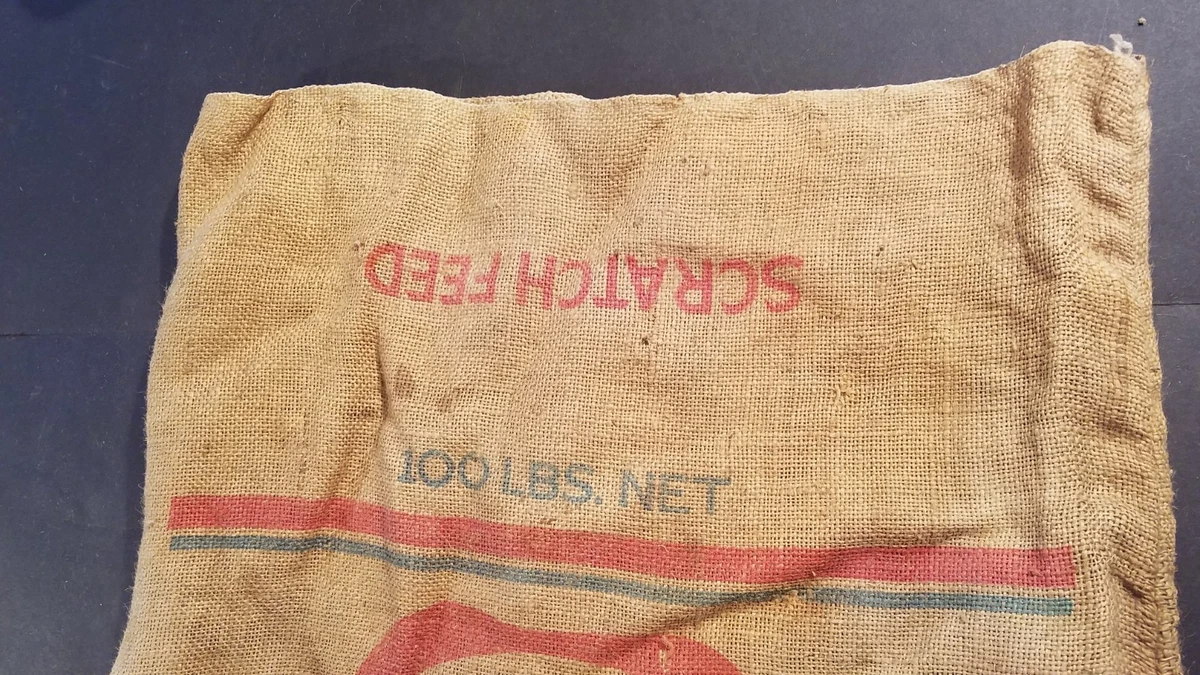 SCRATCH FEED
100 LBS. NET